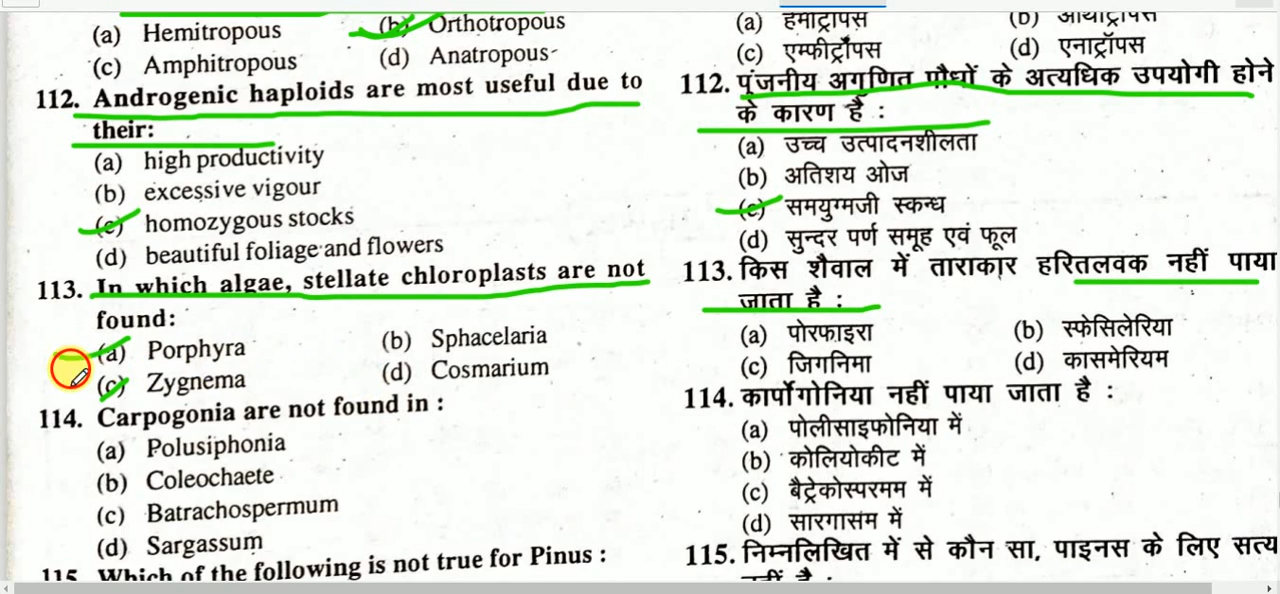 (a) Hemitropous
(b) Orthotropous
(c) Amphitropous
(d) Anatropous
112. Androgenic haploids are most useful due to
their:
(a) high productivity
(b) excessive vigour
(c) homozygous stocks
(d) beautiful foliage and flowers
113. In which algae, stellate chloroplasts are not
found:
(a) Porphyra
(b) Sphacelaria
(c) Zygnema
(d) Cosmarium
114. Carpogonia are not found in :
(a) Polusiphonia
(b) Coleochaete
(c) Batrachospermum
(d) Sargassum
115. Which of the following is not true for Pinus :
(a) हेमीट्रॉपस
(b)
(c) एम्फीट्रॉपस
(d) एनाट्रॉपस
112. पुंजनीय अगुणित पौधों के अत्यधिक उपयोगी होने
के कारण है :
(a) उच्च उत्पादनशीलता
(b) अतिशय ओज
(c) समयुग्मजी स्कन्ध
(d) सुन्दर पर्ण समूह एवं फूल
113. किस शैवाल में ताराकार हरितलवक नहीं पाया
जाता है :
(a) पोरफाइरा
(b) स्फेसिलेरिया
(c) जिगनिमा
(d) कासमेरियम
114. कार्पोगोनिया नहीं पाया जाता है :
(a) पोलीसाइफोनिया में
(b) कोलियोकीट में
(c) बैट्रेकोस्परमम में
(d) सारगासम में
115. निम्नलिखित में से कौन सा, पाइनस के लिए सत्य